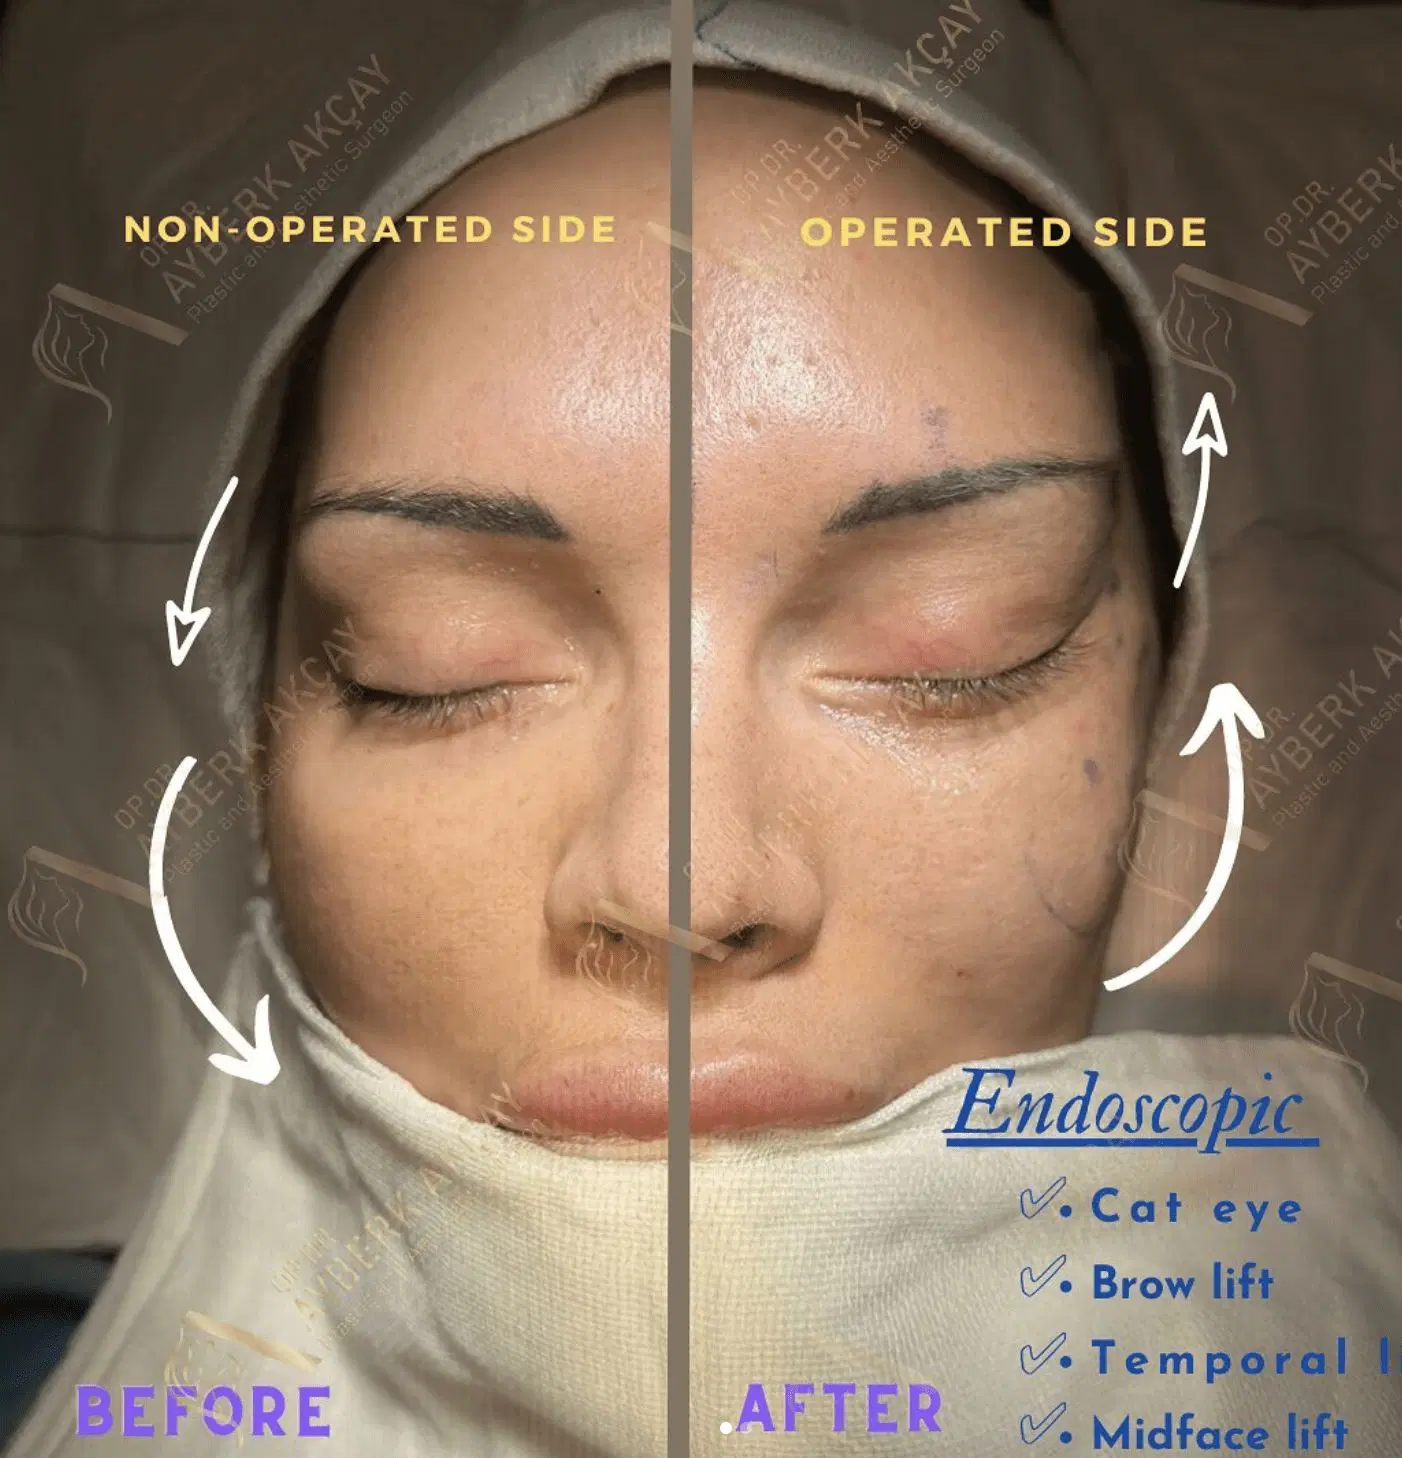 OP.DR.
AYBERK AKÇAY
Plastic and Aesthetic Surgeon
NON-OPERATED SIDE
OPERATED SIDE
Endoscopic
✓• Cat eye
✓• Brow lift
✓• Temporal
✓• Midface lift
BEFORE
.AFTER